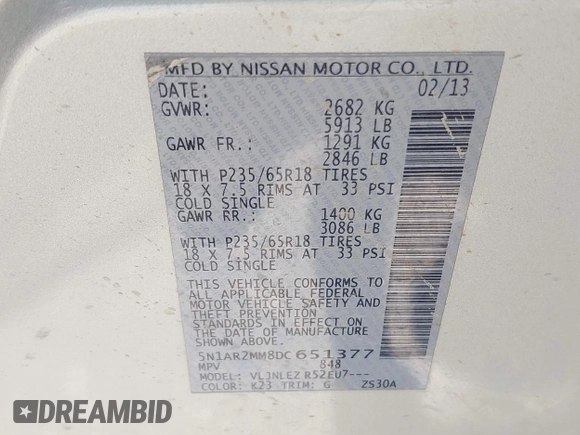 MFD BY NISSAN MOTOR CO., LTD.
DATE: 02/13
GVWR: 2682 KG
5913 LB
GAWR FR.: 1291 KG
2846 LB
WITH P235/65R18 TIRES
18 X 7.5 RIMS AT 33 PSI
COLD SINGLE
GAWR RR.: 1400 KG
3086 LB
WITH P235/65R18 TIRES
18 X 7.5 RIMS AT 33 PSI
COLD SINGLE
THIS VEHICLE CONFORMS TO
ALL APPLICABLE FEDERAL
MOTOR VEHICLE SAFETY AND
THEFT PREVENTION
STANDARDS IN EFFECT ON
THE DATE OF MANUFACTURE
SHOWN ABOVE.
5N1AR2MM8DC651377
MPV 848
MODEL: VLJNLEZ R52EU7---
COLOR: K23 TRIM: G ZS30A
DREAMBID DREAMBID.COM